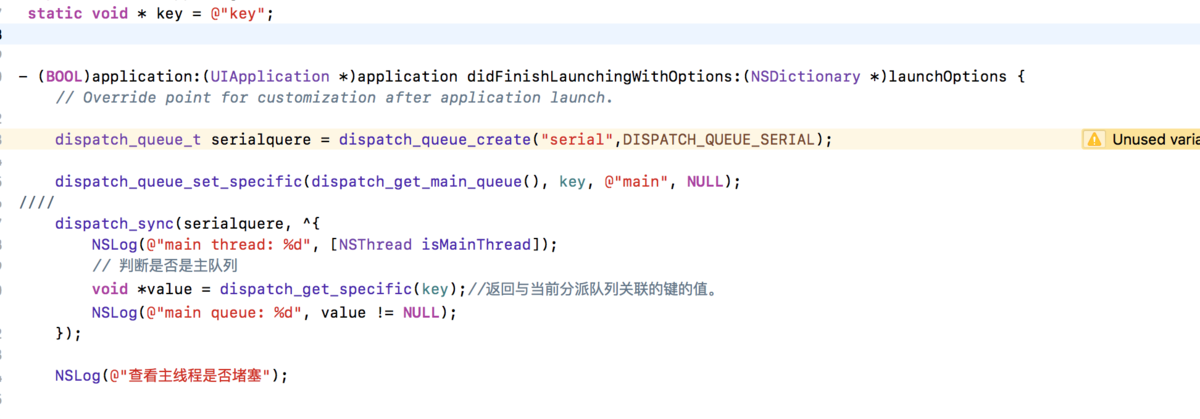 static void * key = @"key";
- (BOOL)application:(UIApplication *)application didFinishLaunchingWithOptions:(NSDictionary *)launchOptions {
// Override point for customization after application launch.
dispatch_queue_t serialquere = dispatch_queue_create("serial",DISPATCH_QUEUE_SERIAL);
Unused
dispatch_queue_set_specific(dispatch_get_main_queue(), key, @"main", NULL);
////
dispatch_sync(serialquere, ^{
NSLog(@"main thread: %d", [NSThread isMainThread]);
// 判断是否是主队列
void *value = dispatch_get_specific(key);//返回与当前分派队列关联的键的值。
NSLog(@"main queue: %d", value != NULL);
});
NSLog(@"查看主线程是否堵塞");